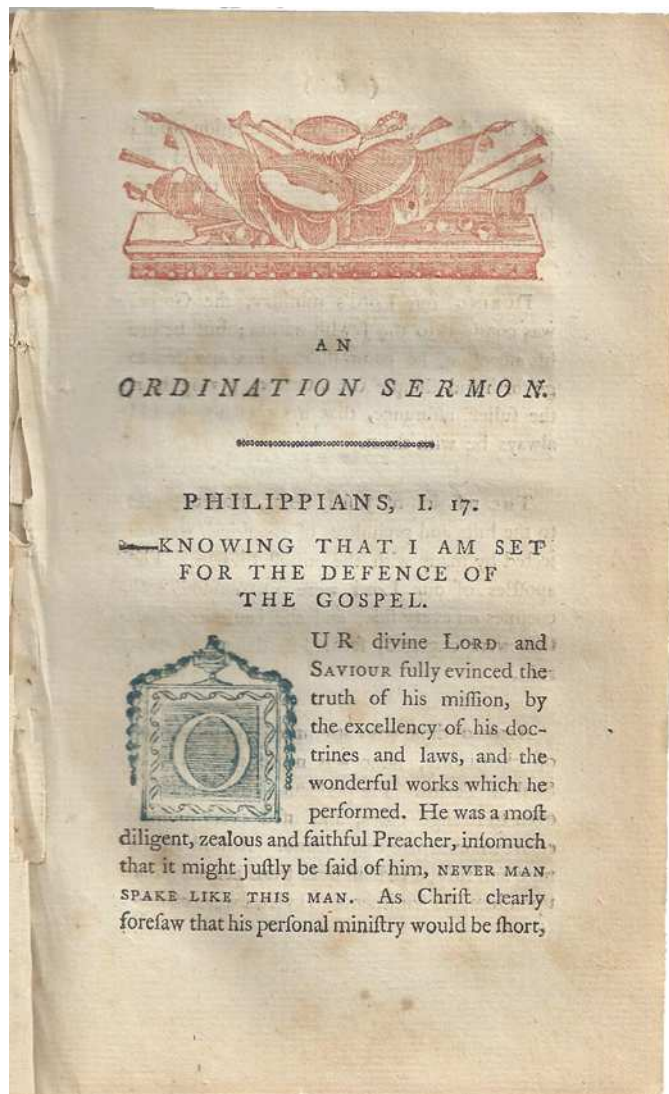 AN
ORDINATION SERMON.
PHILIPPIANS, I. 17.
—KNOWING THAT I AM SET
FOR THE DEFENCE OF
THE GOSPEL.
OUR divine LORD and
SAVIOUR fully evinced the
truth of his miſſion, by
the excellency of his doc-
trines and laws, and the
wonderful works which he
performed. He was a moſt
diligent, zealous and faithful Preacher, inſomuch
that it might juſtly be ſaid of him, NEVER MAN
SPAKE LIKE THIS MAN. As Chriſt clearly
foreſaw that his perſonal miniſtry would be ſhort,